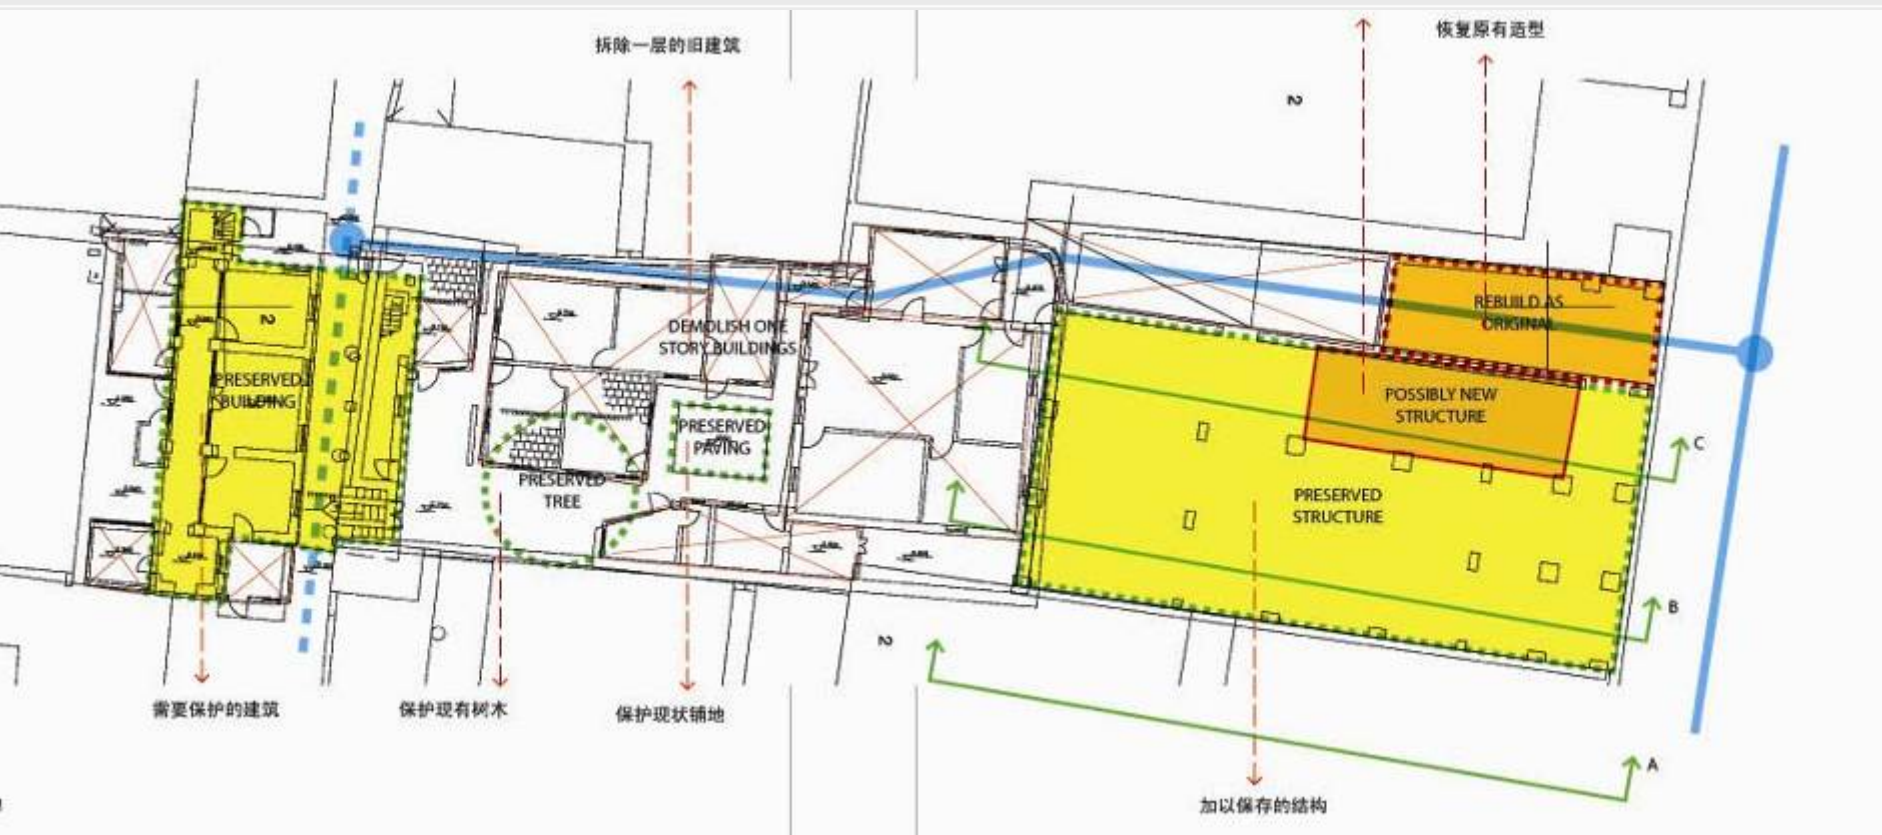 拆除一层的旧建筑
恢复原有造型
2
REBUILD AS
ORIGINAL
DEMOLISH ONE
STORY BUILDINGS
2
PRESERVED
BUILDING
POSSIBLY NEW
STRUCTURE
PRESERVED
PAVING
C
PRESERVED
TREE
PRESERVED
STRUCTURE
B
2
需要保护的建筑
保护现有树木
保护现状铺地
A
加以保存的结构